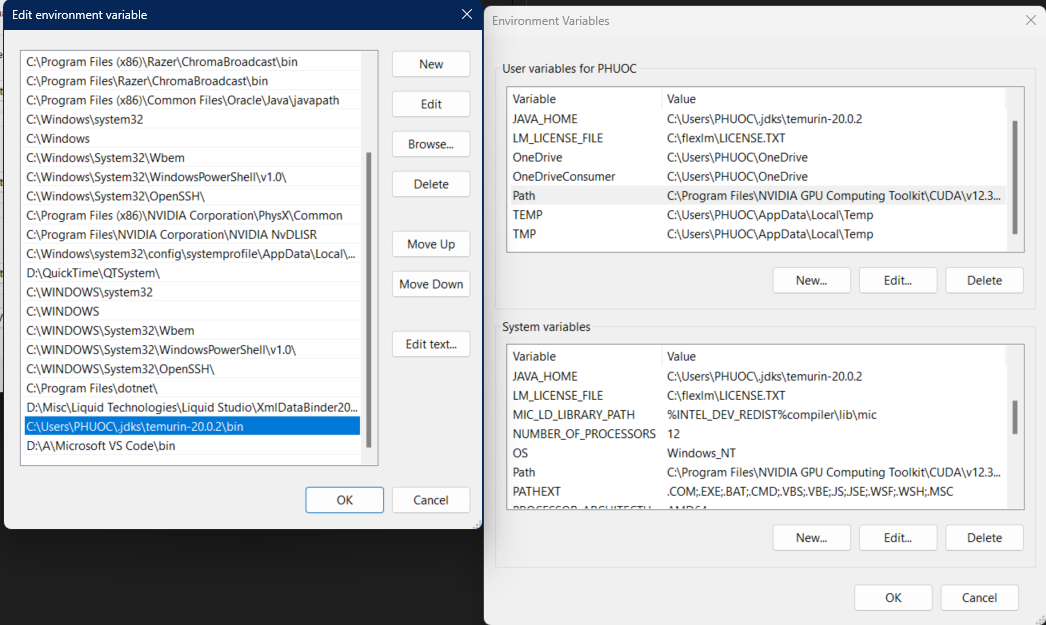 Edit environment variable
C:\Program Files (x86)\Razer\ChromaBroadcast\bin
C:\Program Files\Razer\ChromaBroadcast\bin
C:\Program Files (x86)\Common Files\Oracle\Java\javapath
C:\Windows\system32
C:\Windows
C:\Windows\System32\Wbem
C:\Windows\System32\WindowsPowerShell\v1.0\
C:\Windows\System32\OpenSSH\
C:\Program Files (x86)\NVIDIA Corporation\PhysX\Common
C:\Program Files\NVIDIA Corporation\NVIDIA NvDLISR
C:\Windows\system32\config\systemprofile\AppData\Local\...
D:\QuickTime\QTSystem\
C:\WINDOWS\system32
C:\WINDOWS
C:\WINDOWS\System32\Wbem
C:\WINDOWS\System32\WindowsPowerShell\v1.0\
C:\WINDOWS\System32\OpenSSH\
C:\Program Files\dotnet\
D:\Misc\Liquid Technologies\Liquid Studio\XmlDataBinder20...
C:\Users\PHUOC\.jdks\temurin-20.0.2\bin
D:\A\Microsoft VS Code\bin
New
Edit
Browse...
Delete
Move Up
Move Down
Edit text...
OK Cancel
Environment Variables
User variables for PHUOC
Variable Value
JAVA_HOME C:\Users\PHUOC\.jdks\temurin-20.0.2
LM_LICENSE_FILE C:\flexlm\LICENSE.TXT
OneDrive C:\Users\PHUOC\OneDrive
OneDriveConsumer C:\Users\PHUOC\OneDrive
Path C:\Program Files\NVIDIA GPU Computing Toolkit\CUDA\v12.3...
TEMP C:\Users\PHUOC\AppData\Local\Temp
TMP C:\Users\PHUOC\AppData\Local\Temp
New... Edit... Delete
System variables
Variable Value
JAVA_HOME C:\Users\PHUOC\.jdks\temurin-20.0.2
LM_LICENSE_FILE C:\flexlm\LICENSE.TXT
MIC_LD_LIBRARY_PATH %INTEL_DEV_REDIST%compiler\lib\mic
NUMBER_OF_PROCESSORS 12
OS Windows_NT
Path C:\Program Files\NVIDIA GPU Computing Toolkit\CUDA\v12.3...
PATHEXT .COM;.EXE;.BAT;.CMD;.VBS;.VBE;.JS;.JSE;.WSF;.WSH;.MSC
New... Edit... Delete
OK Cancel